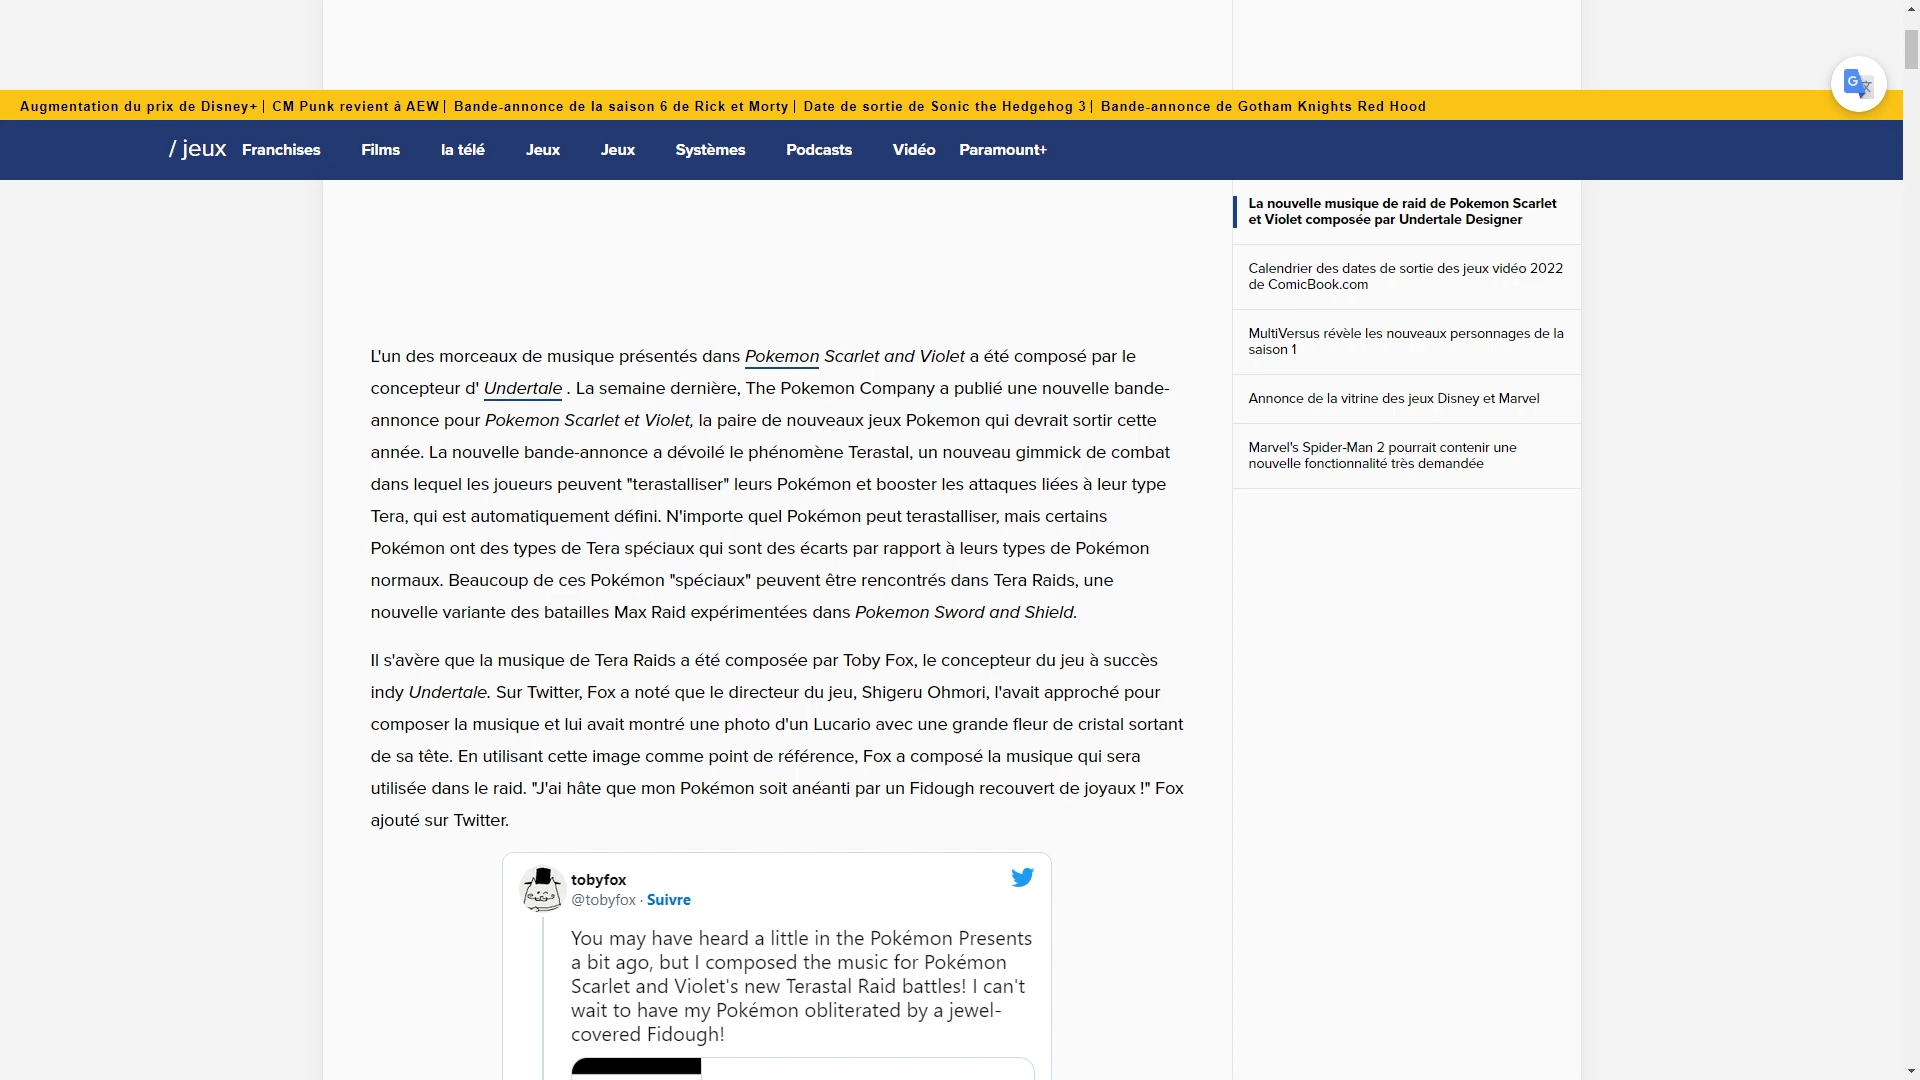 Augmentation du prix de Disney+ | CM Punk revient à AEW | Bande-annonce de la saison 6 de Rick et Morty | Date de sortie de Sonic the Hedgehog 3 | Bande-annonce de Gotham Knights Red Hood
/ jeux Franchises Films la télé Jeux Jeux Systèmes Podcasts Vidéo Paramount+
L'un des morceaux de musique présentés dans Pokemon Scarlet and Violet a été composé par le
concepteur d' Undertale . La semaine dernière, The Pokemon Company a publié une nouvelle bande-
annonce pour Pokemon Scarlet et Violet, la paire de nouveaux jeux Pokemon qui devrait sortir cette
année. La nouvelle bande-annonce a dévoilé le phénomène Terastal, un nouveau gimmick de combat
dans lequel les joueurs peuvent "terastalliser" leurs Pokémon et booster les attaques liées à leur type
Tera, qui est automatiquement défini. N'importe quel Pokémon peut terastalliser, mais certains
Pokémon ont des types de Tera spéciaux qui sont des écarts par rapport à leurs types de Pokémon
normaux. Beaucoup de ces Pokémon "spéciaux" peuvent être rencontrés dans Tera Raids, une
nouvelle variante des batailles Max Raid expérimentées dans Pokemon Sword and Shield.
Il s'avère que la musique de Tera Raids a été composée par Toby Fox, le concepteur du jeu à succès
indy Undertale. Sur Twitter, Fox a noté que le directeur du jeu, Shigeru Ohmori, l'avait approché pour
composer la musique et lui avait montré une photo d'un Lucario avec une grande fleur de cristal sortant
de sa tête. En utilisant cette image comme point de référence, Fox a composé la musique qui sera
utilisée dans le raid. "J'ai hâte que mon Pokémon soit anéanti par un Fidough recouvert de joyaux !" Fox
ajouté sur Twitter.
tobyfox
@tobyfox · Suivre
You may have heard a little in the Pokémon Presents
a bit ago, but I composed the music for Pokémon
Scarlet and Violet's new Terastal Raid battles! I can't
wait to have my Pokémon obliterated by a jewel-
covered Fidough!
La nouvelle musique de raid de Pokemon Scarlet
et Violet composée par Undertale Designer
Calendrier des dates de sortie des jeux vidéo 2022
de ComicBook.com
MultiVersus révèle les nouveaux personnages de la
saison 1
Annonce de la vitrine des jeux Disney et Marvel
Marvel's Spider-Man 2 pourrait contenir une
nouvelle fonctionnalité très demandée